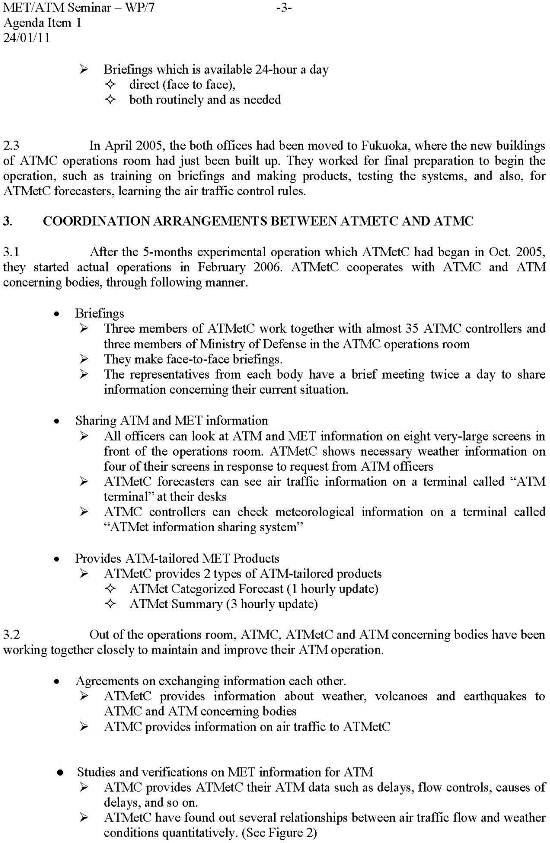 MET/ATM Seminar – WP/7 -3-
Agenda Item 1
24/01/11
➢ Briefings which is available 24-hour a day
✧ direct (face to face),
✧ both routinely and as needed
2.3 In April 2005, the both offices had been moved to Fukuoka, where the new buildings
of ATMC operations room had just been built up. They worked for final preparation to begin the
operation, such as training on briefings and making products, testing the systems, and also, for
ATMetC forecasters, learning the air traffic control rules.
3. COORDINATION ARRANGEMENTS BETWEEN ATMETC AND ATMC
3.1 After the 5-months experimental operation which ATMetC had began in Oct. 2005,
they started actual operations in February 2006. ATMetC cooperates with ATMC and ATM
concerning bodies, through following manner.
• Briefings
➢ Three members of ATMetC work together with almost 35 ATMC controllers and
three members of Ministry of Defense in the ATMC operations room
➢ They make face-to-face briefings.
➢ The representatives from each body have a brief meeting twice a day to share
information concerning their current situation.
• Sharing ATM and MET information
➢ All officers can look at ATM and MET information on eight very-large screens in
front of the operations room. ATMetC shows necessary weather information on
four of their screens in response to request from ATM officers
➢ ATMetC forecasters can see air traffic information on a terminal called “ATM
terminal” at their desks
➢ ATMC controllers can check meteorological information on a terminal called
“ATMet information sharing system”
• Provides ATM-tailored MET Products
➢ ATMetC provides 2 types of ATM-tailored products
✧ ATMet Categorized Forecast (1 hourly update)
✧ ATMet Summary (3 hourly update)
3.2 Out of the operations room, ATMC, ATMetC and ATM concerning bodies have been
working together closely to maintain and improve their ATM operation.
• Agreements on exchanging information each other.
➢ ATMetC provides information about weather, volcanoes and earthquakes to
ATMC and ATM concerning bodies
➢ ATMC provides information on air traffic to ATMetC
• Studies and verifications on MET information for ATM
➢ ATMC provides ATMetC their ATM data such as delays, flow controls, causes of
delays, and so on.
➢ ATMetC have found out several relationships between air traffic flow and weather
conditions quantitatively. (See Figure 2)